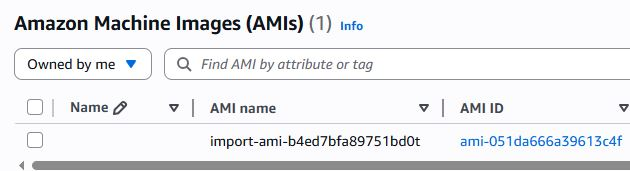 Amazon Machine Images (AMIs) (1) Info
Owned by me Find AMI by attribute or tag
Name AMI name AMI ID
import-ami-b4ed7bfa89751bd0t ami-051da666a39613c4f